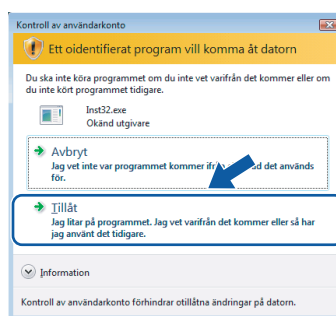 Kontroll av användarkonto
Ett oidentifierat program vill komma åt datorn
Du ska inte köra programmet om du inte vet varifrån det kommer eller om
du inte kört programmet tidigare.
Inst32.exe
Okänd utgivare
Avbryt
Jag vet inte var programmet kommer ifrån det används
för.
Tillåt
Jag litar på programmet. Jag vet varifrån det kommer eller så har
jag använt det tidigare.
Information
Kontroll av användarkonto förhindrar otillåtna ändringar på datorn.